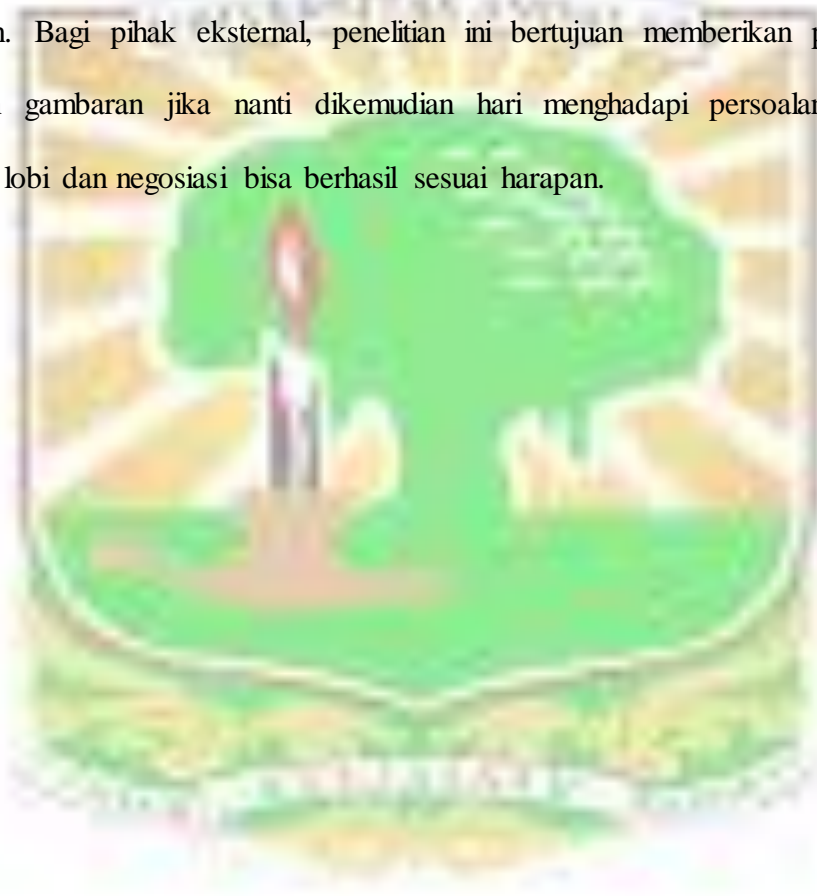 . Bagi pihak eksternal, penelitian ini bertujuan memberikan
gambaran jika nanti dikemudian hari menghadapi persoalan
lobi dan negosiasi bisa berhasil sesuai harapan.